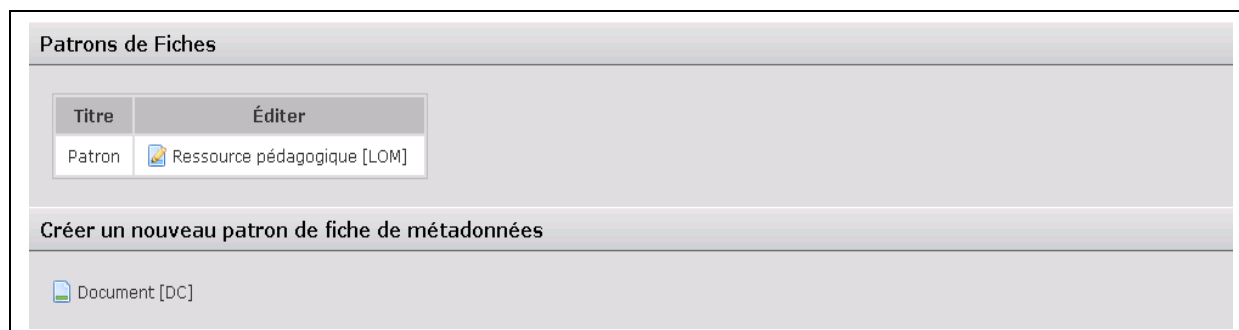 Patrons de Fiches
Titre Éditer
Patron Ressource pédagogique [LOM]
Créer un nouveau patron de fiche de métadonnées
Document [DC]